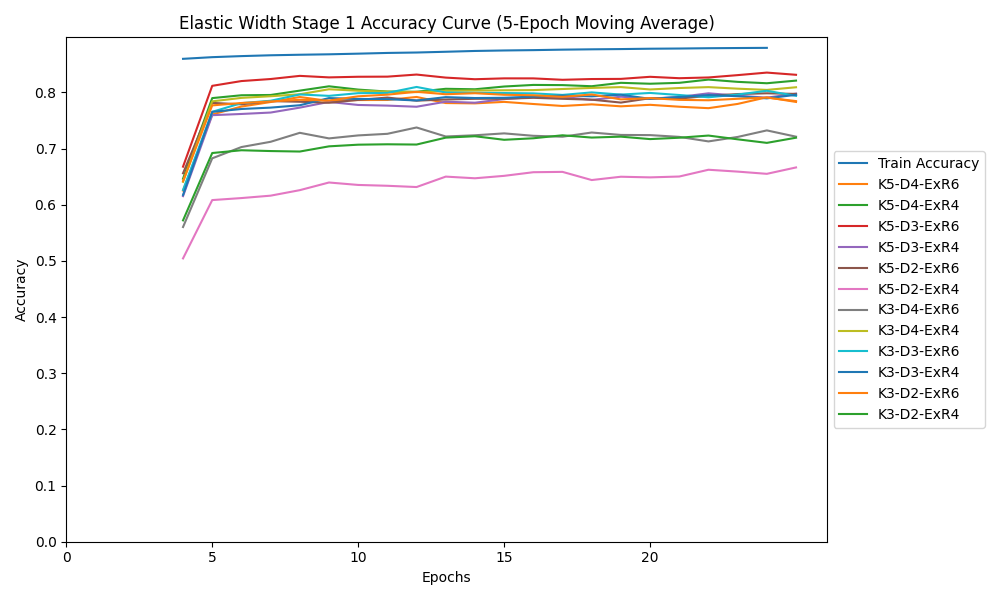 Elastic Width Stage 1 Accuracy Curve (5-Epoch Moving Average)
Accuracy
0.8
0.7
0.6
0.5
0.4
0.3
0.2
0.1
0.0
0
5
10
15
20
Epochs
Train Accuracy
K5-D4-ExR6
K5-D4-ExR4
K5-D3-ExR6
K5-D3-ExR4
K5-D2-ExR6
K5-D2-ExR4
K3-D4-ExR6
K3-D4-ExR4
K3-D3-ExR6
K3-D3-ExR4
K3-D2-ExR6
K3-D2-ExR4